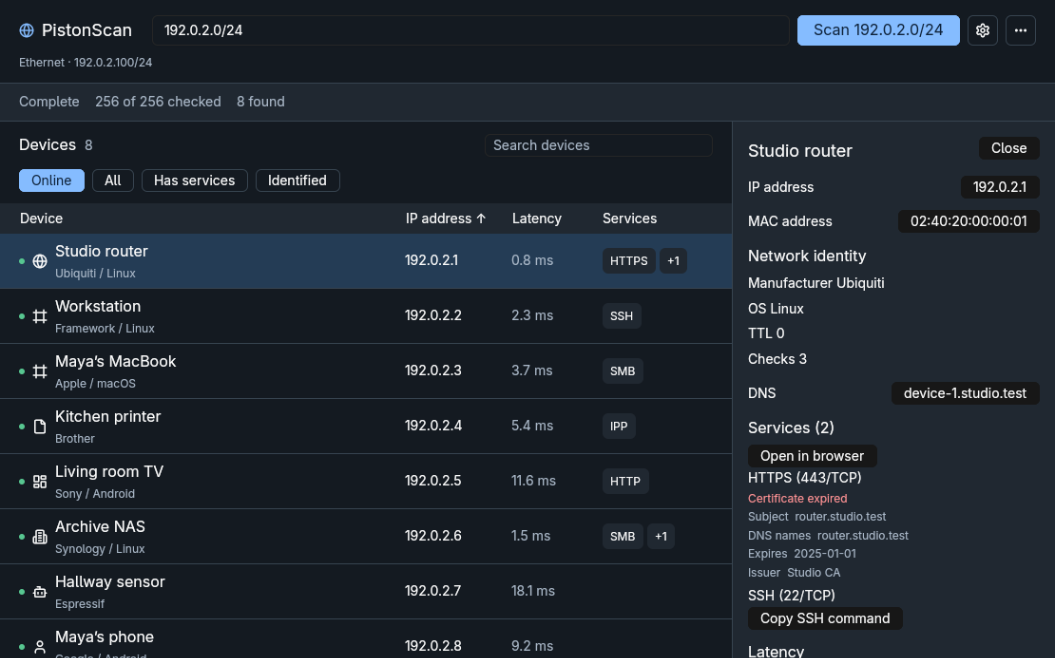 PistonScan
192.0.2.0/24
Scan 192.0.2.0/24
Ethernet · 192.0.2.100/24
Complete 256 of 256 checked 8 found
Devices 8
Search devices
Online All Has services Identified
Device IP address ↑ Latency Services
Studio router
Ubiquiti / Linux
192.0.2.1 0.8 ms HTTPS +1
Workstation
Framework / Linux
192.0.2.2 2.3 ms SSH
Maya’s MacBook
Apple / macOS
192.0.2.3 3.7 ms SMB
Kitchen printer
Brother
192.0.2.4 5.4 ms IPP
Living room TV
Sony / Android
192.0.2.5 11.6 ms HTTP
Archive NAS
Synology / Linux
192.0.2.6 1.5 ms SMB +1
Hallway sensor
Espressif
192.0.2.7 18.1 ms
Maya’s phone
Google / Android
192.0.2.8 9.2 ms
Studio router
Close
IP address 192.0.2.1
MAC address 02:40:20:00:00:01
Network identity
Manufacturer Ubiquiti
OS Linux
TTL 0
Checks 3
DNS device-1.studio.test
Services (2)
Open in browser
HTTPS (443/TCP)
Certificate expired
Subject router.studio.test
DNS names router.studio.test
Expires 2025-01-01
Issuer Studio CA
SSH (22/TCP)
Copy SSH command
Latency